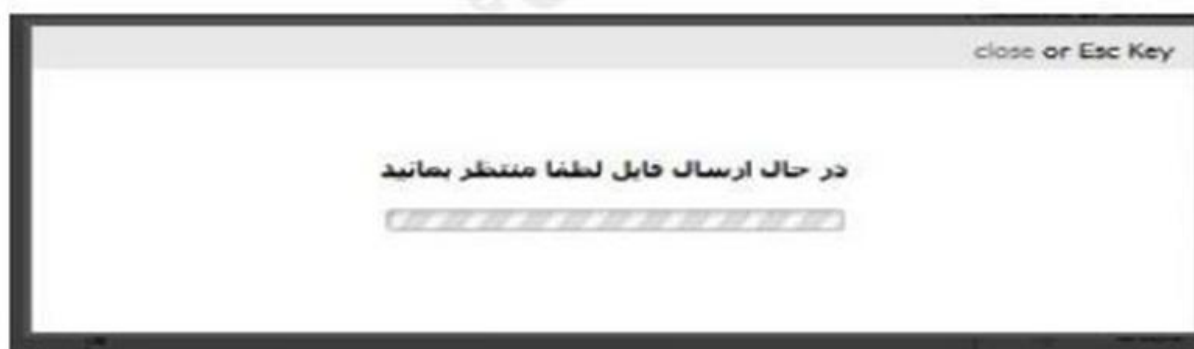 close or Esc Key
در حال ارسال فایل لطفا منتظر بمانید